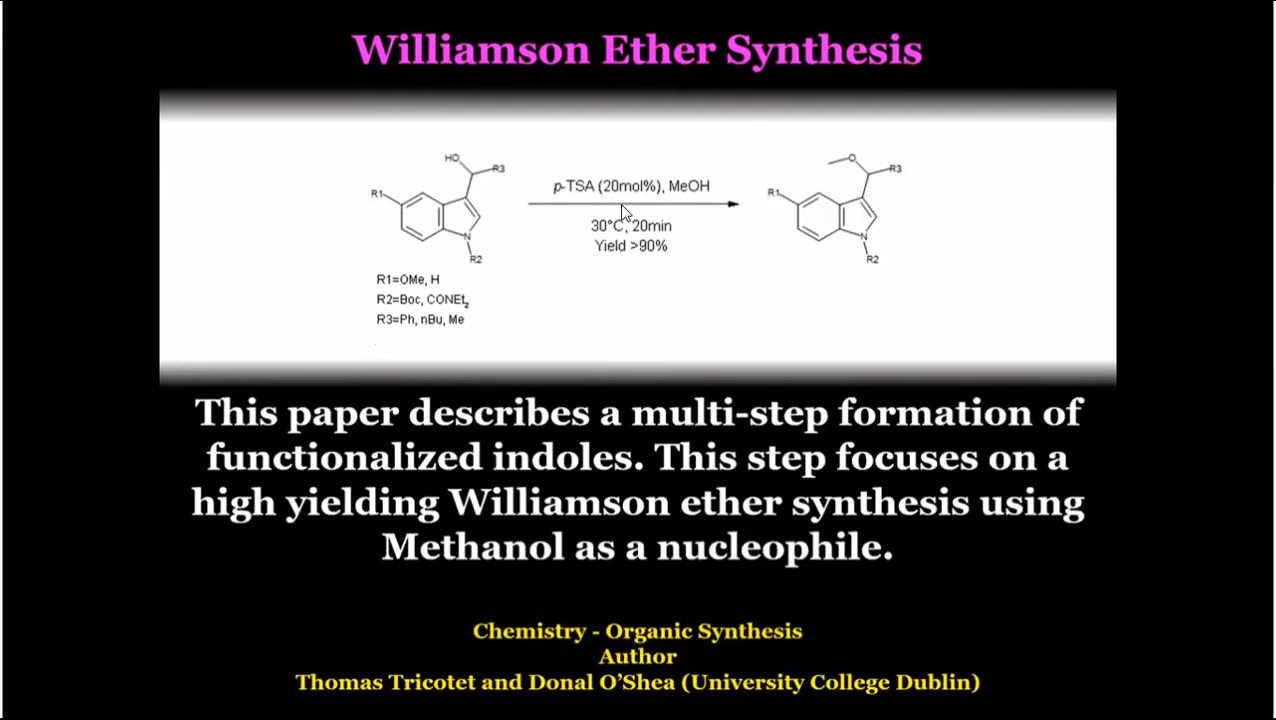 Williamson Ether Synthesis
HO
R3
R1
N
R2
p-TSA (20mol%), MeOH
30°C, 20min
Yield >90%
O
R3
R1
N
R2
R1=OMe, H
R2=Boc, CONEt2
R3=Ph, nBu, Me
This paper describes a multi-step formation of
functionalized indoles. This step focuses on a
high yielding Williamson ether synthesis using
Methanol as a nucleophile.
Chemistry - Organic Synthesis
Author
Thomas Tricotet and Donal O’Shea (University College Dublin)